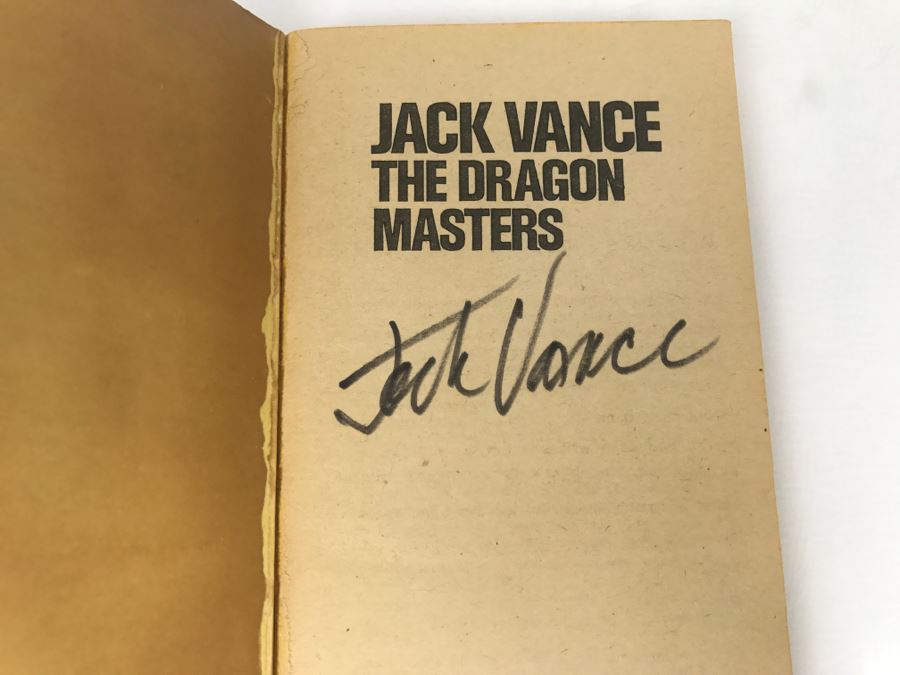 JACK VANCE
THE DRAGON
MASTERS
Jack Vance